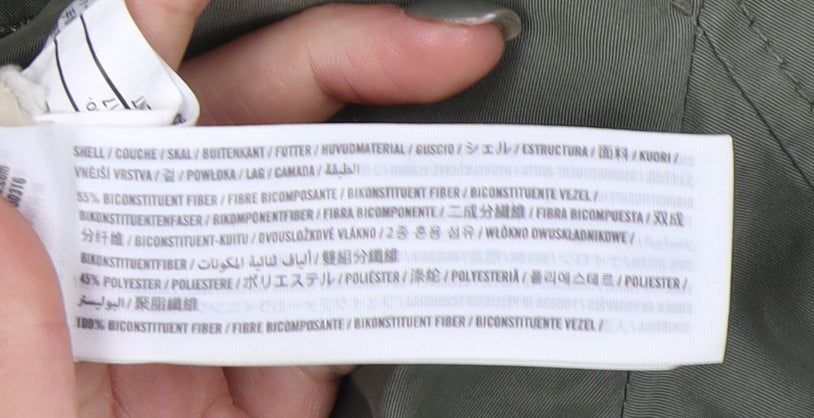 SHELL / COUCHE / SKAL / BUITENKANT / FUTTER / HUVUDMATERIAL / GUSCIO / シェル / ESTRUCTURA / 面料 / KUORI /
VNĚJŠÍ VRSTVA / 겉 / POWŁOKA / LAG / CAMADA / الطبقة
55% BICONSTITUENT FIBER / FIBRE BICOMPOSANTE / BIKONSTITUENT FIBER / BICONSTITUENTE VEZEL /
BIKONSTITUENTENFASER / BIKOMPONENTFIBER / FIBRA BICOMPONENTE / 二成分繊維 / FIBRA BICOMPUESTA / 双成
分纤维 / BICONSTITUENT-KUITU / DVOUSLOŽKOVÉ VLÁKNO / 2중 혼용 섬유 / WŁÓKNO DWUSKŁADNIKOWE /
BIKONSTITUENTFIBER / ألياف ثنائية المكونات / 雙組分纖維
45% POLYESTER / POLIESTERE / ポリエステル / POLIÉSTER / 涤纶 / POLYESTERIÄ / 폴리에스테르 / POLIESTER /
البوليستر / 聚脂纖維
100% BICONSTITUENT FIBER / FIBRE BICOMPOSANTE / BIKONSTITUENT FIBER / BICONSTITUENTE VEZEL /